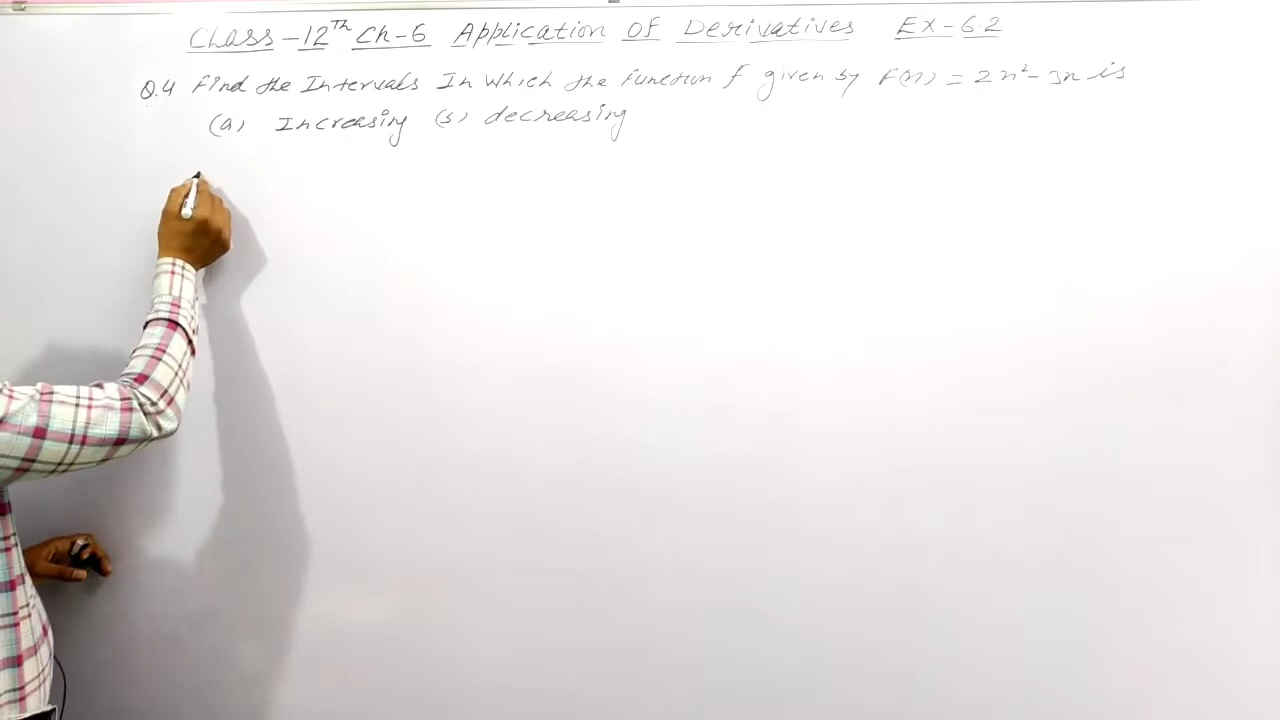 Class - 12Th Ch - 6 Application Of Derivatives Ex - 6.2
Q.4 Find the Intervals In Which the function f given by F(x) = 2x² - 3x is
(a) Increasing (b) decreasing